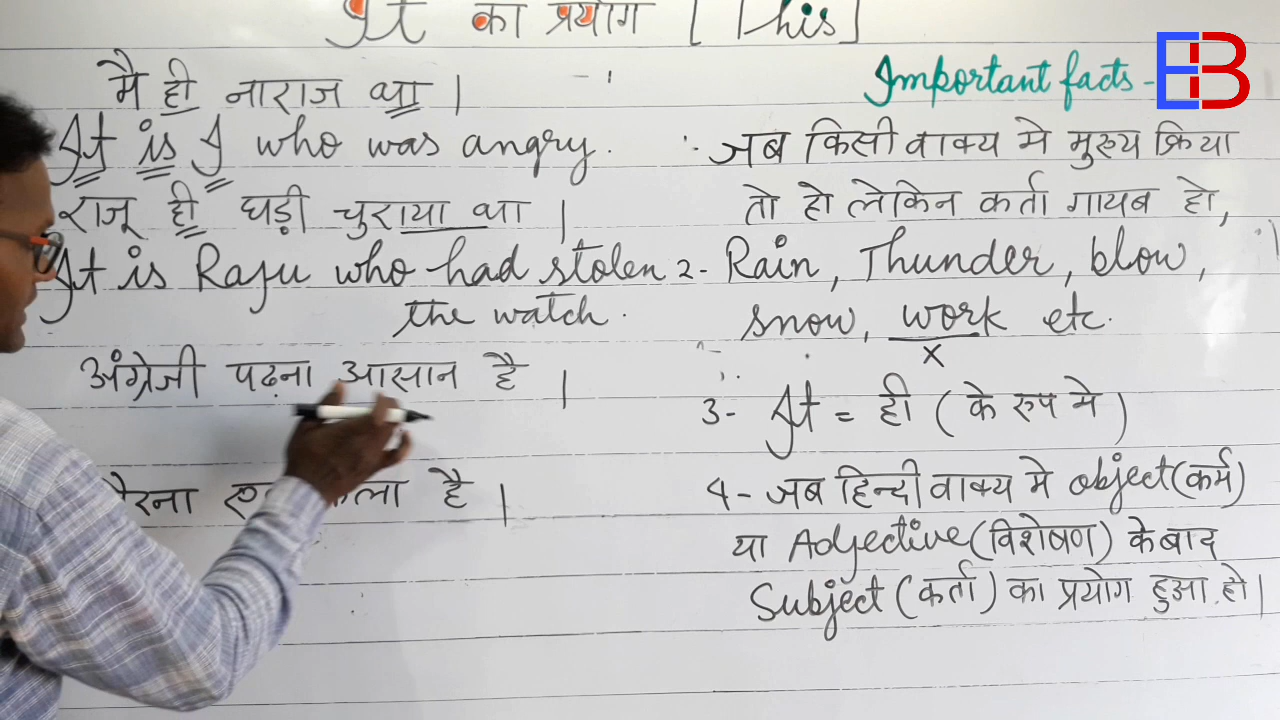 It का प्रयोग [This]
मै ही नाराज था |
It is I who was angry.
राजू ही घड़ी चुराया था |
It is Raju who had stolen
the watch.
अंग्रेजी पढ़ना आसान है |
कला है |
Important facts -
EB
जब किसी वाक्य मे मुख्य क्रिया
तो हो लेकिन कर्ता गायब हो,
2- Rain, Thunder, blow,
snow, work etc.
x
3- It = ही (के रुप मे)
4- जब हिन्दी वाक्य मे object (कर्म)
या Adjective (विशेषण) के बाद
Subject (कर्ता) का प्रयोग हुआ हो |